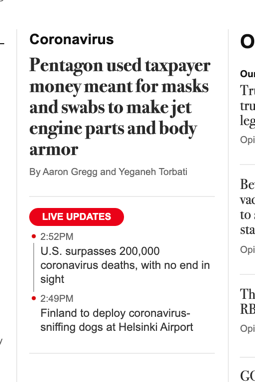 Coronavirus
Pentagon used taxpayer
money meant for masks
and swabs to make jet
engine parts and body
armor
By Aaron Gregg and Yeganeh Torbati
LIVE UPDATES
2:52PM
U.S. surpasses 200,000
coronavirus deaths, with no end in
sight
2:49PM
Finland to deploy coronavirus-
sniffing dogs at Helsinki Airport
O
Our
Tru
tru
leg
Opi
Be
vac
to
sta
Opi
Th
RB
Opi
GO